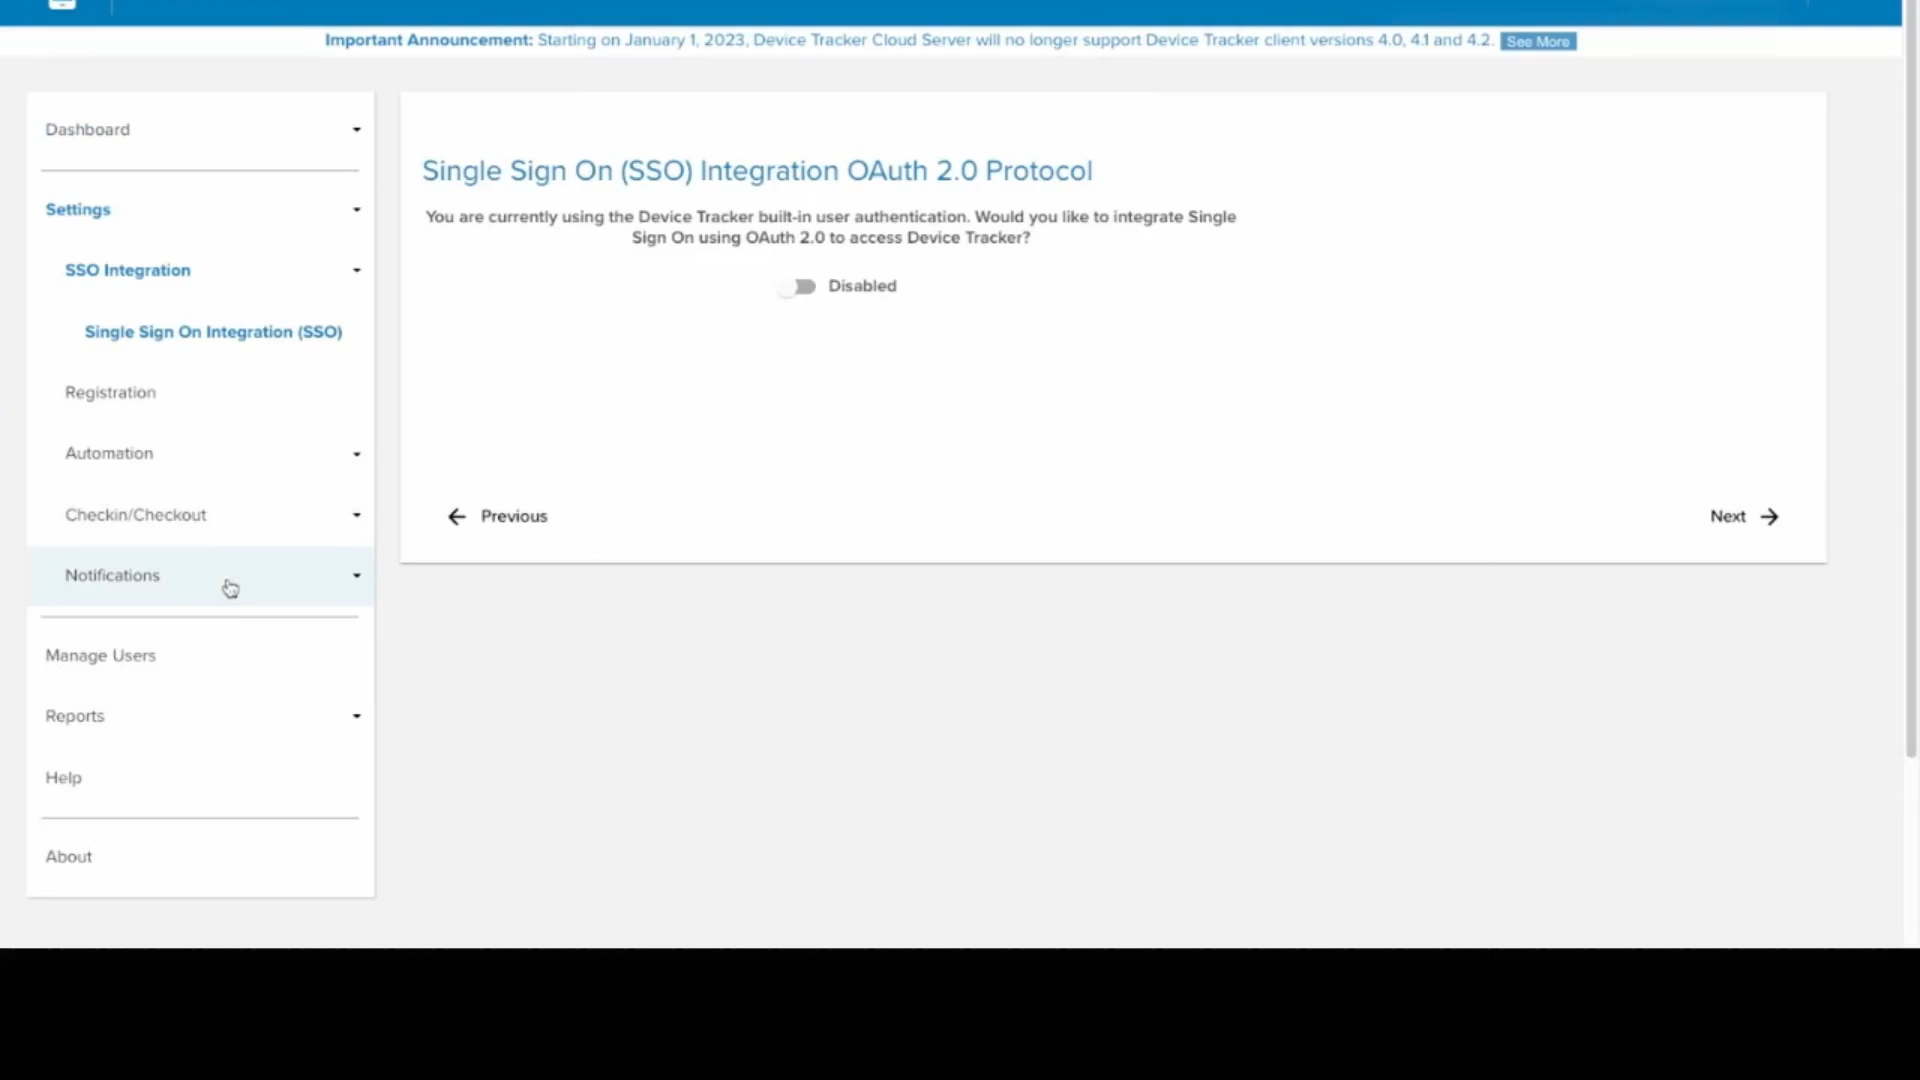 Important Announcement: Starting on January 1, 2023, Device Tracker Cloud Server will no longer support Device Tracker client versions 4.0, 4.1 and 4.2. See More
Dashboard
Settings
SSO Integration
Single Sign On Integration (SSO)
Registration
Automation
Checkin/Checkout
Notifications
Manage Users
Reports
Help
About
Single Sign On (SSO) Integration OAuth 2.0 Protocol
You are currently using the Device Tracker built-in user authentication. Would you like to integrate Single
Sign On using OAuth 2.0 to access Device Tracker?
Disabled
Previous
Next